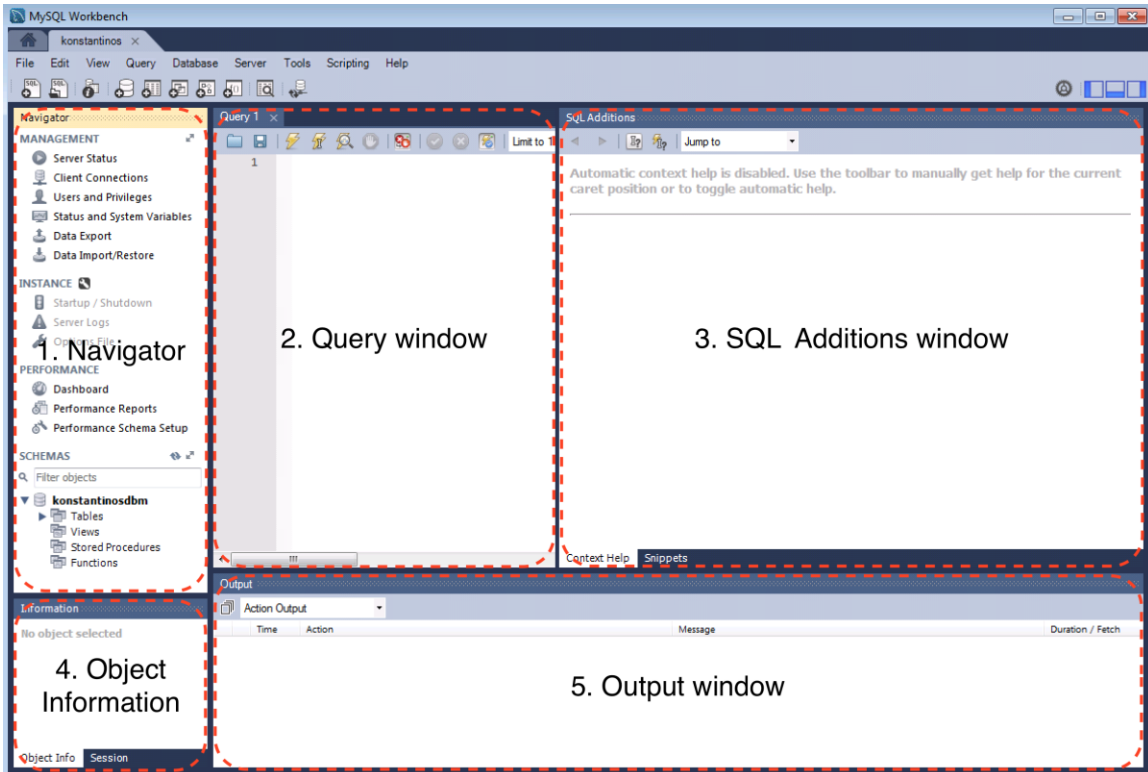 MySQL Workbench
konstantinos
File Edit View Query Database Server Tools Scripting Help
Navigator
MANAGEMENT
Server Status
Client Connections
Users and Privileges
Status and System Variables
Data Export
Data Import/Restore
INSTANCE
Startup / Shutdown
Server Logs
Options File
1. Navigator
PERFORMANCE
Dashboard
Performance Reports
Performance Schema Setup
SCHEMAS
Filter objects
konstantinosdbm
Tables
Views
Stored Procedures
Functions
Query 1
Limit to 1
1
2. Query window
SQL Additions
Jump to
Automatic context help is disabled. Use the toolbar to manually get help for the current
caret position or to toggle automatic help.
3. SQL Additions window
Context Help Snippets
Information
No object selected
4. Object
Information
Object Info Session
Output
Action Output
Time Action Message Duration / Fetch
5. Output window